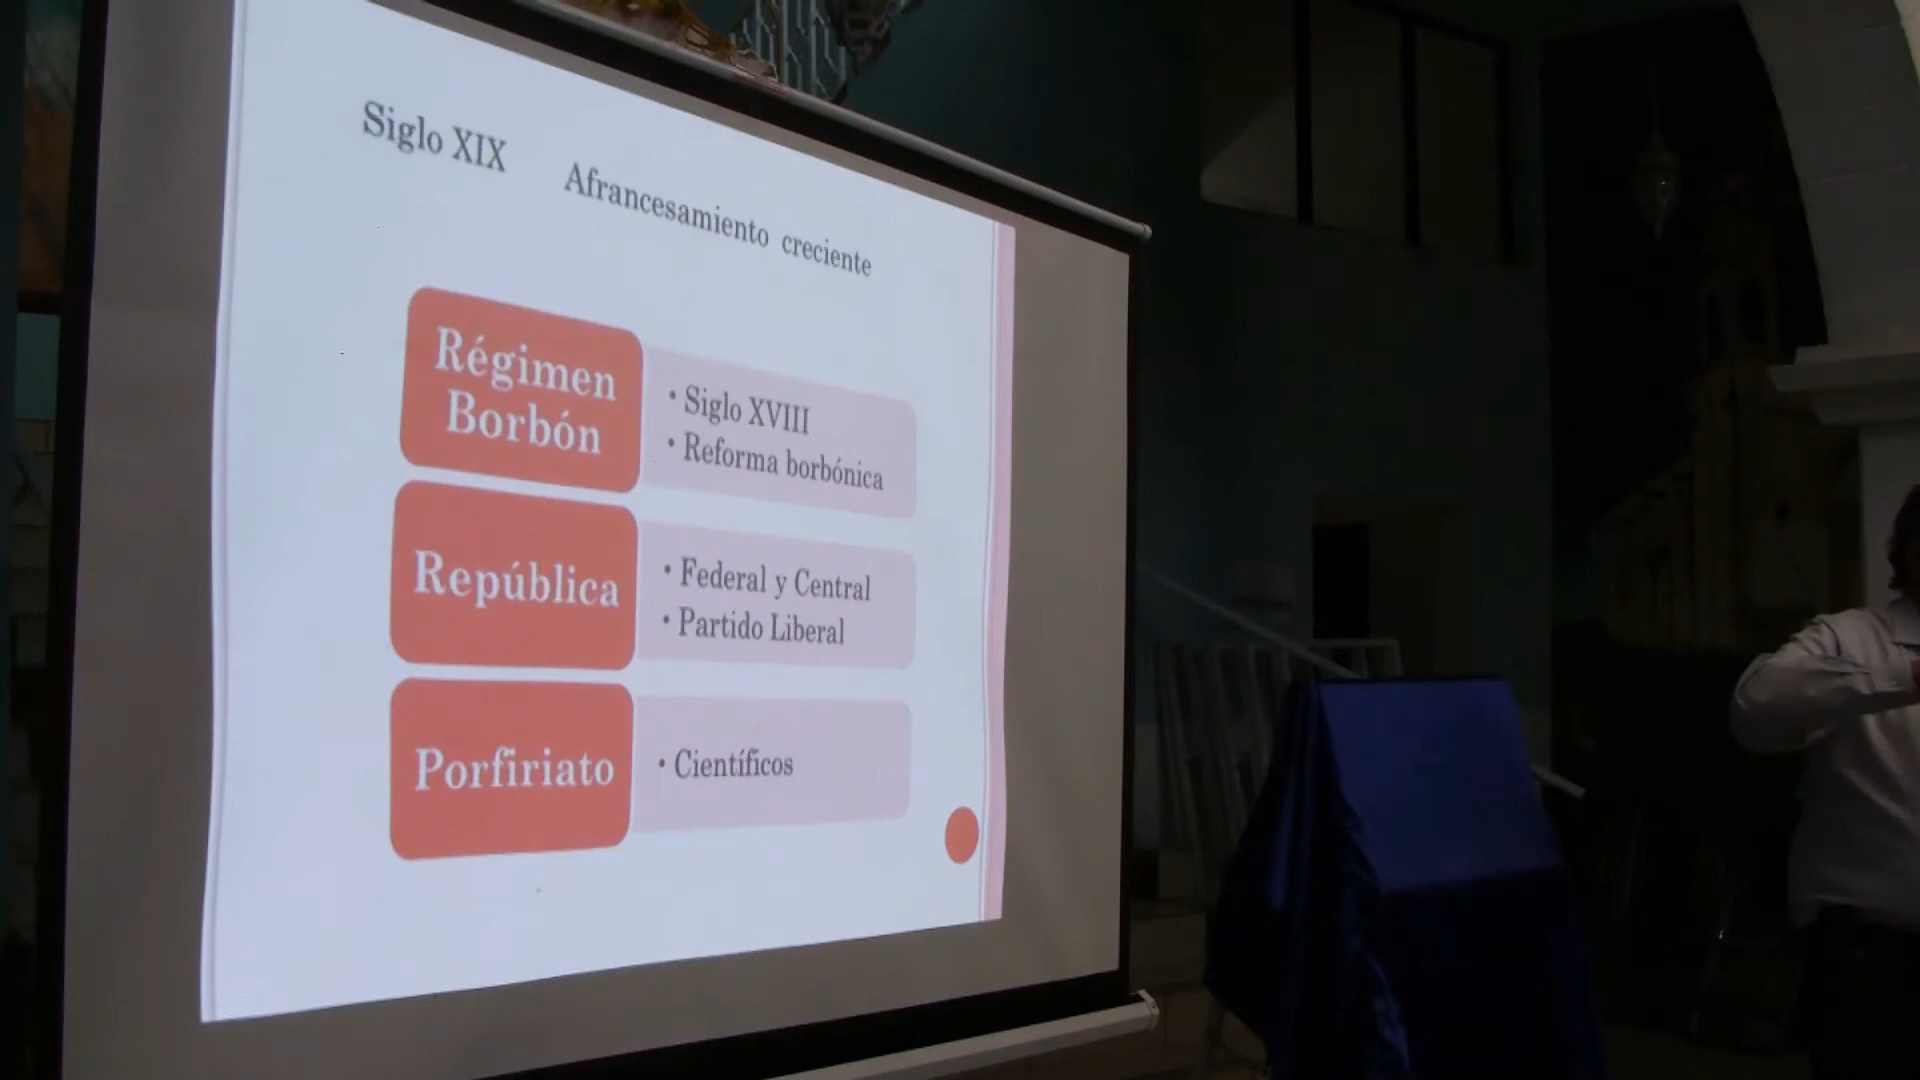 Siglo XIX Afrancesamiento creciente
Régimen
Borbón
• Siglo XVIII
• Reforma borbónica
República
• Federal y Central
• Partido Liberal
Porfiriato
• Científicos